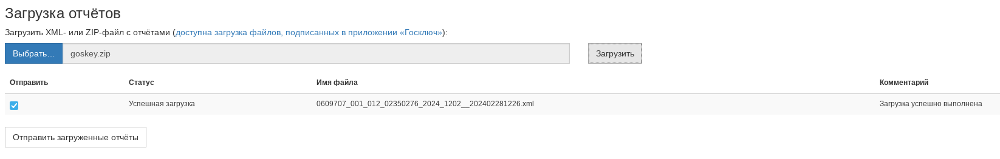 Загрузка отчётов
Загрузить XML- или ZIP-файл с отчётами (доступна загрузка файлов, подписанных в приложении «Госключ»):
Выбрать… goskey.zip Загрузить
Отправить Статус Имя файла Комментарий
Успешная загрузка 0609707_001_012_02350276_2024_1202__202402281226.xml Загрузка успешно выполнена
Отправить загруженные отчёты